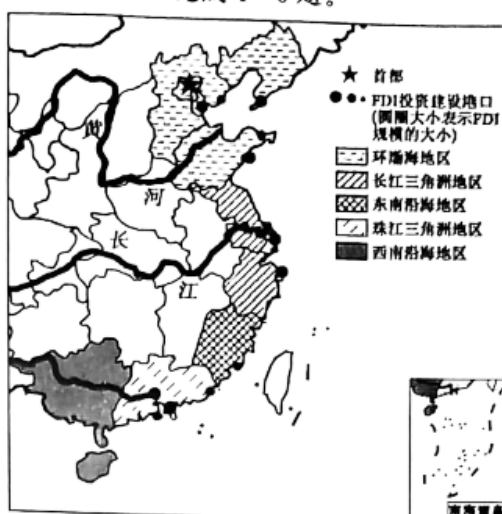 首都
FDI投资建设港口
(圆圈大小表示FDI
规模的大小)
环渤海地区
长江三角洲地区
东南沿海地区
珠江三角洲地区
西南沿海地区
黄
河
长
江
南海诸岛